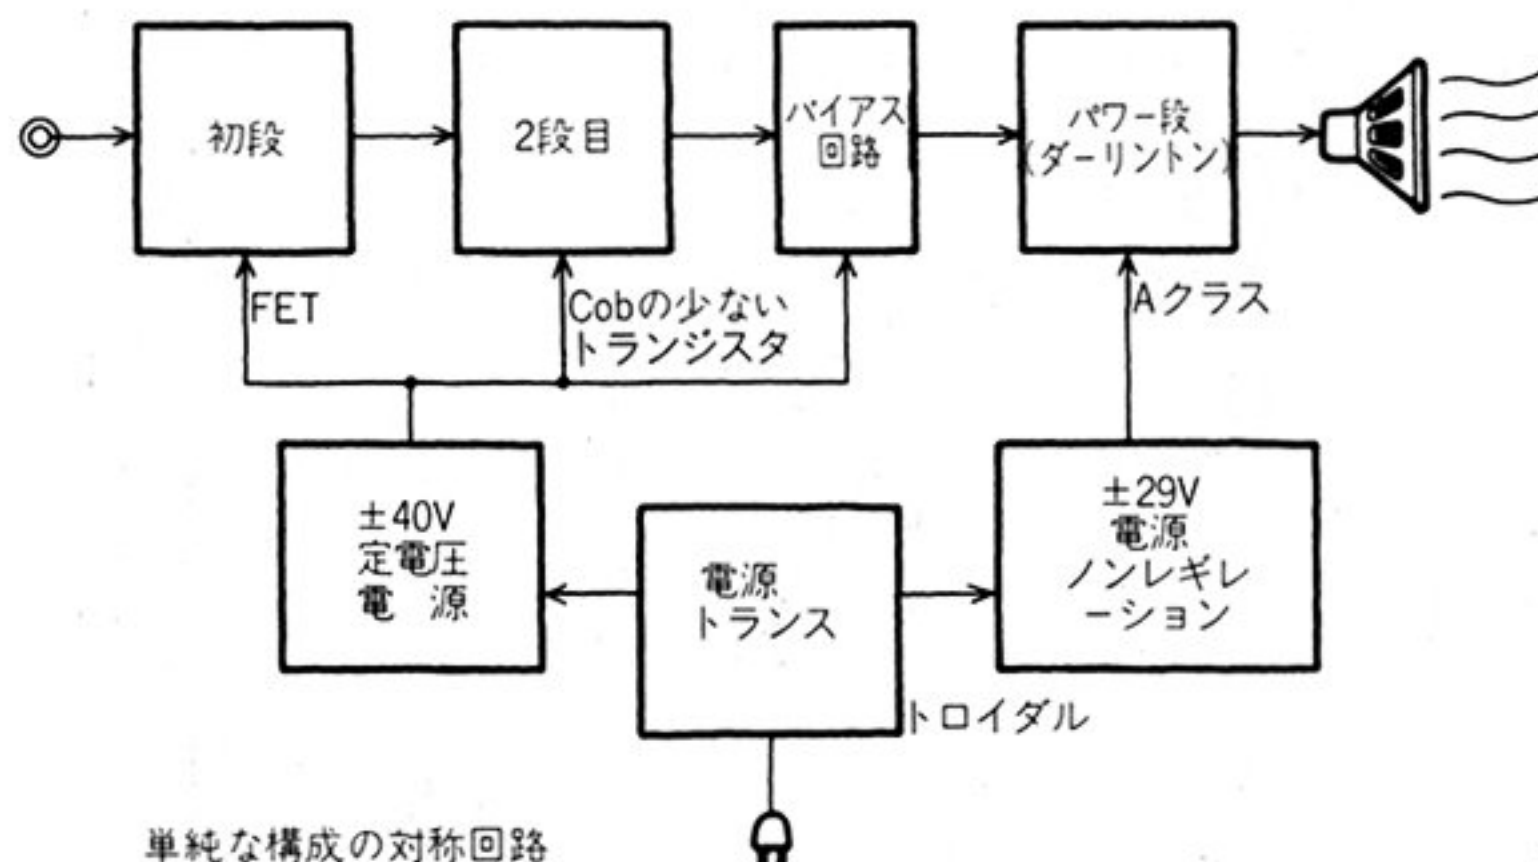 初段
2段目
バイアス
回路
パワー段
(ダーリントン)
FET
Cobの少ない
トランジスタ
Aクラス
±40V
定電圧
電 源
電源
トランス
±29V
電源
ノンレギレ
ーション
トロイダル
単純な構成の対称回路